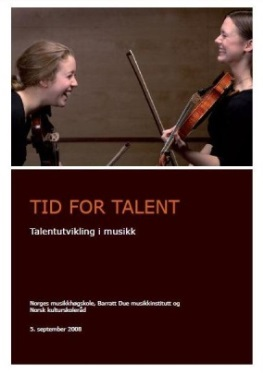 TID FOR TALENT
Talentutvikling i musikk
Norges musikkhøgskole, Barratt Due musikkinstitutt og
Norsk kulturskoleråd
5. september 2008